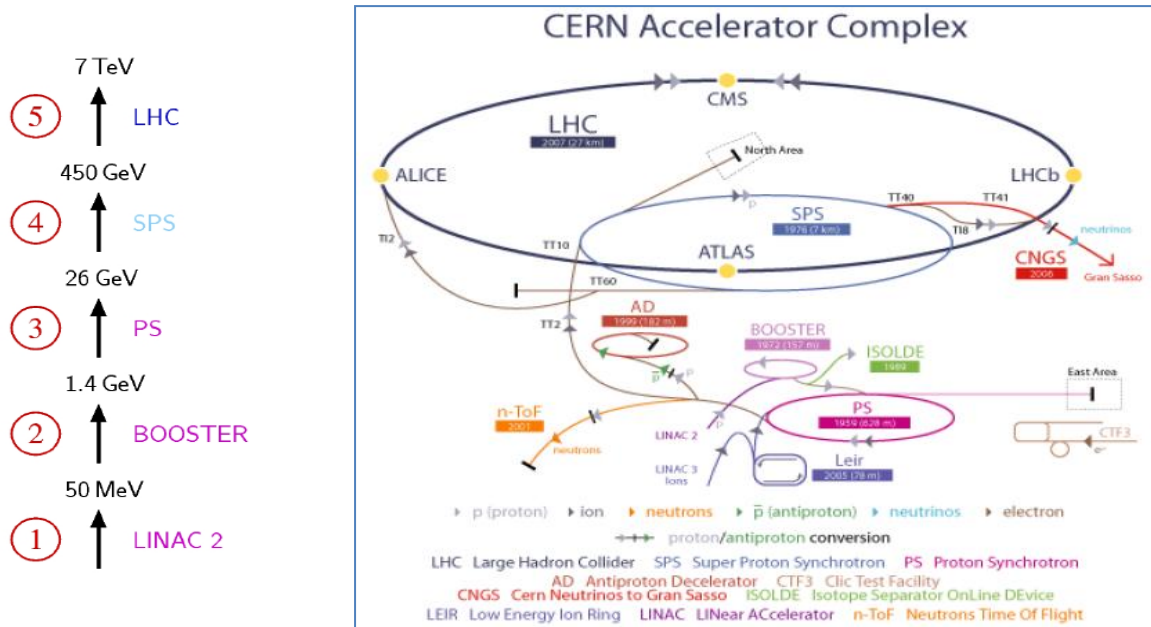 7 TeV
5 LHC
450 GeV
4 SPS
26 GeV
3 PS
1.4 GeV
2 BOOSTER
50 MeV
1 LINAC 2
CERN Accelerator Complex
CMS
LHC
2007 (27 km)
North Area
ALICE
LHCb
TT40 TT41
SPS
1976 (7 km)
p
TI8
TI2
TT10
ATLAS
neutrinos
CNGS
2006
Gran Sasso
TT60
AD
1999 (182 m)
TT2
BOOSTER
1972 (157 m)
ISOLDE
1989
p
p̄
East Area
n-ToF
2001
PS
1959 (628 m)
LINAC 2
p
CTF3
e⁻
neutrons
LINAC 3
Ions
Leir
2005 (78 m)
p (proton) ion neutrons p̄ (antiproton) neutrinos electron
proton/antiproton conversion
LHC Large Hadron Collider SPS Super Proton Synchrotron PS Proton Synchrotron
AD Antiproton Decelerator CTF3 Clic Test Facility
CNGS Cern Neutrinos to Gran Sasso ISOLDE Isotope Separator OnLine DEvice
LEIR Low Energy Ion Ring LINAC LINear ACcelerator n-ToF Neutrons Time Of Flight